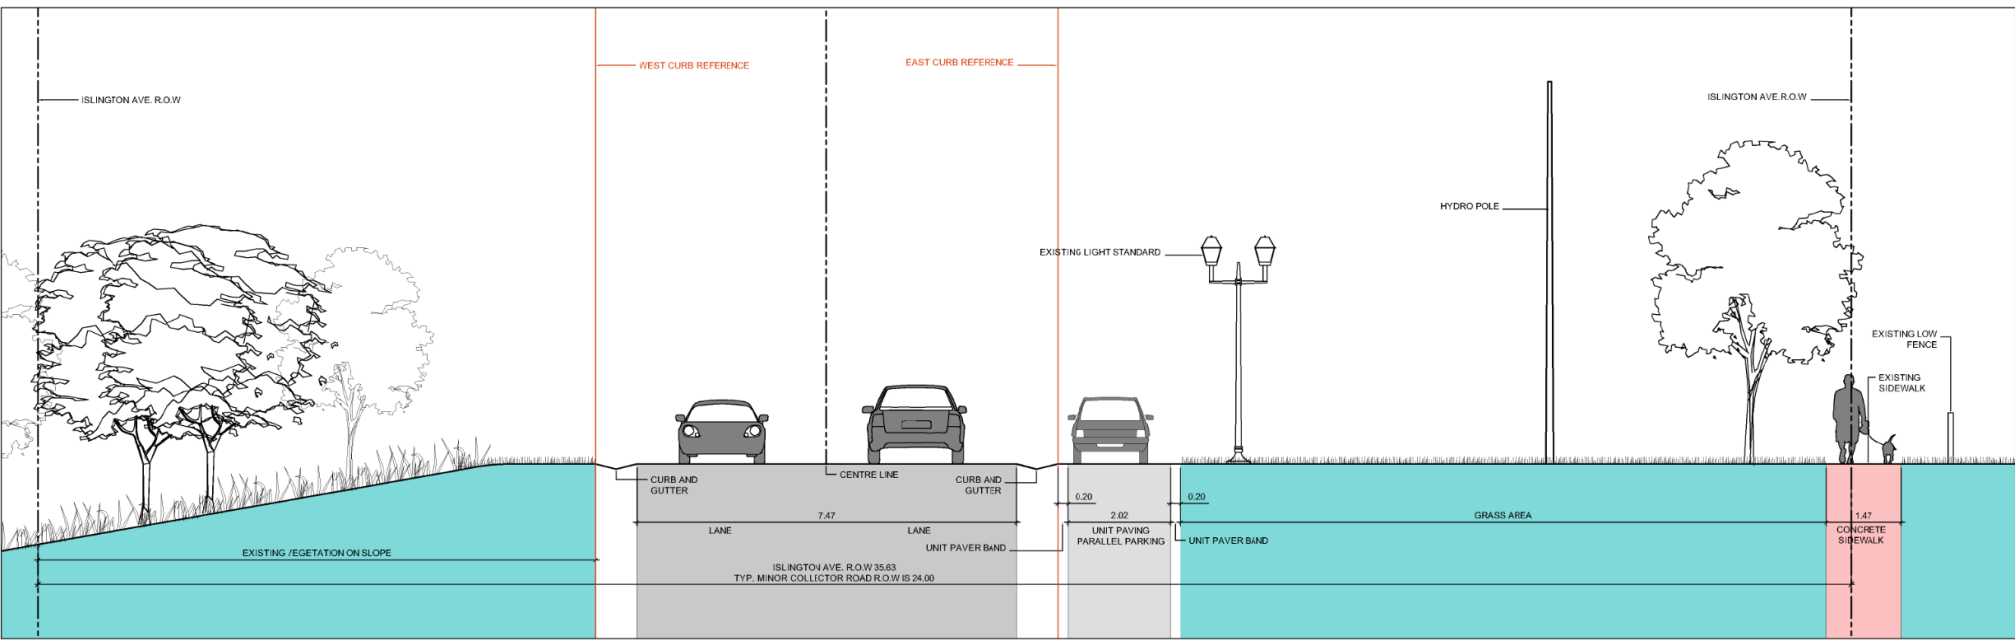 WEST CURB REFERENCE
EAST CURB REFERENCE
ISLINGTON AVE. R.O.W
ISLINGTON AVE.R.O.W
HYDRO POLE
EXISTING LIGHT STANDARD
EXISTING LOW
FENCE
EXISTING
SIDEWALK
CURB AND
GUTTER
CENTRE LINE
CURB AND
GUTTER
0.20
0.20
7.47
2.02
GRASS AREA
1.47
LANE
LANE
UNIT PAVING
PARALLEL PARKING
CONCRETE
SIDEWALK
UNIT PAVER BAND
UNIT PAVER BAND
EXISTING VEGETATION ON SLOPE
ISLINGTON AVE. R.O.W 35.63
TYP. MINOR COLLECTOR ROAD R.O.W IS 24.00